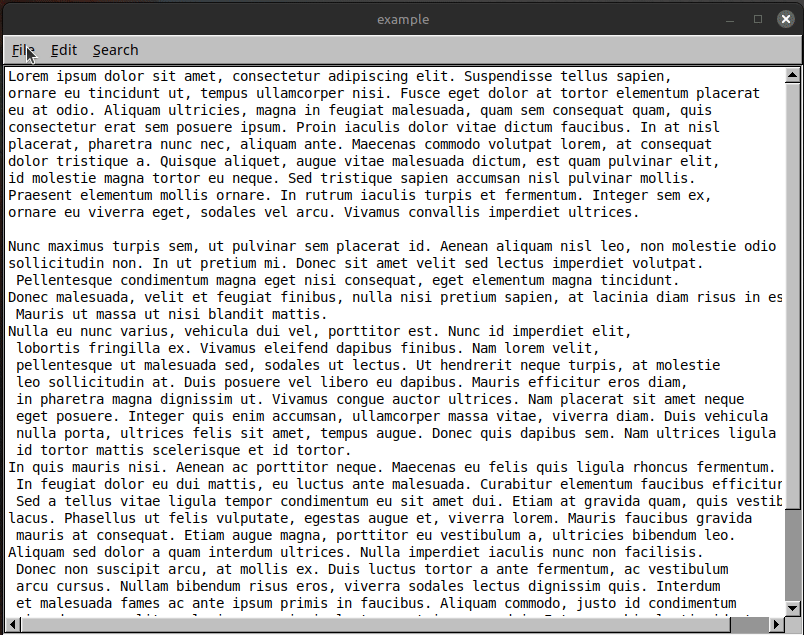 example
File Edit Search
Lorem ipsum dolor sit amet, consectetur adipiscing elit. Suspendisse tellus sapien,
ornare eu tincidunt ut, tempus ullamcorper nisi. Fusce eget dolor at tortor elementum placerat
eu at odio. Aliquam ultricies, magna in feugiat malesuada, quam sem consequat quam, quis
consectetur erat sem posuere ipsum. Proin iaculis dolor vitae dictum faucibus. In at nisl
placerat, pharetra nunc nec, aliquam ante. Maecenas commodo volutpat lorem, at consequat
dolor tristique a. Quisque aliquet, augue vitae malesuada dictum, est quam pulvinar elit,
id molestie magna tortor eu neque. Sed tristique sapien accumsan nisl pulvinar mollis.
Praesent elementum mollis ornare. In rutrum iaculis turpis et fermentum. Integer sem ex,
ornare eu viverra eget, sodales vel arcu. Vivamus convallis imperdiet ultrices.
Nunc maximus turpis sem, ut pulvinar sem placerat id. Aenean aliquam nisl leo, non molestie odio
sollicitudin non. In ut pretium mi. Donec sit amet velit sed lectus imperdiet volutpat.
Pellentesque condimentum magna eget nisi consequat, eget elementum magna tincidunt.
Donec malesuada, velit et feugiat finibus, nulla nisi pretium sapien, at lacinia diam risus in es
Mauris ut massa ut nisi blandit mattis.
Nulla eu nunc varius, vehicula dui vel, porttitor est. Nunc id imperdiet elit,
lobortis fringilla ex. Vivamus eleifend dapibus finibus. Nam lorem velit,
pellentesque ut malesuada sed, sodales ut lectus. Ut hendrerit neque turpis, at molestie
leo sollicitudin at. Duis posuere vel libero eu dapibus. Mauris efficitur eros diam,
in pharetra magna dignissim ut. Vivamus congue auctor ultrices. Nam placerat sit amet neque
eget posuere. Integer quis enim accumsan, ullamcorper massa vitae, viverra diam. Duis vehicula
nulla porta, ultrices felis sit amet, tempus augue. Donec quis dapibus sem. Nam ultrices ligula
id tortor mattis scelerisque et id tortor.
In quis mauris nisi. Aenean ac porttitor neque. Maecenas eu felis quis ligula rhoncus fermentum.
In feugiat dolor eu dui mattis, eu luctus ante malesuada. Curabitur elementum faucibus efficitur
Sed a tellus vitae ligula tempor condimentum eu sit amet dui. Etiam at gravida quam, quis vestib
lacus. Phasellus ut felis vulputate, egestas augue et, viverra lorem. Mauris faucibus gravida
mauris at consequat. Etiam augue magna, porttitor eu vestibulum a, ultricies bibendum leo.
Aliquam sed dolor a quam interdum ultrices. Nulla imperdiet iaculis nunc non facilisis.
Donec non suscipit arcu, at mollis ex. Duis luctus tortor a ante fermentum, ac vestibulum
arcu cursus. Nullam bibendum risus eros, viverra sodales lectus dignissim quis. Interdum
et malesuada fames ac ante ipsum primis in faucibus. Aliquam commodo, justo id condimentum